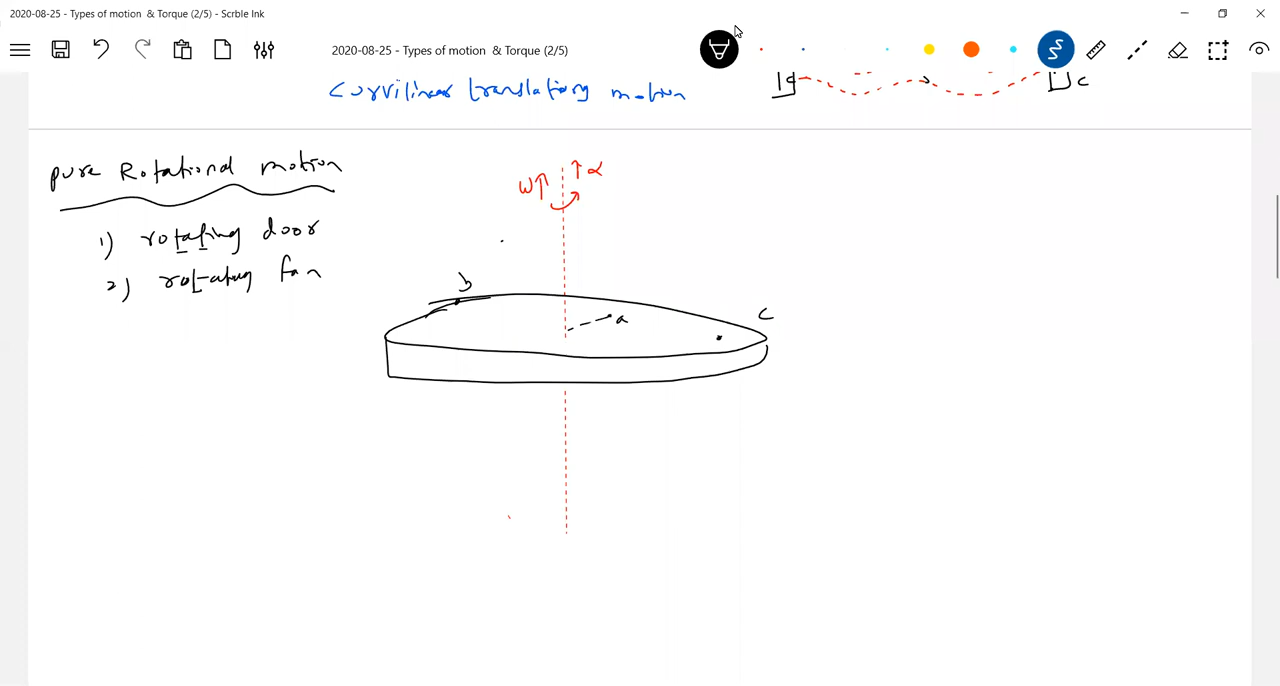 2020-08-25 - Types of motion & Torque (2/5) - Scrble Ink
2020-08-25 - Types of motion & Torque (2/5)
Curvilinear translating motion
c
pure Rotational motion
1) rotating door
2) rotating fan
ω↑ ↑α
b
a
c